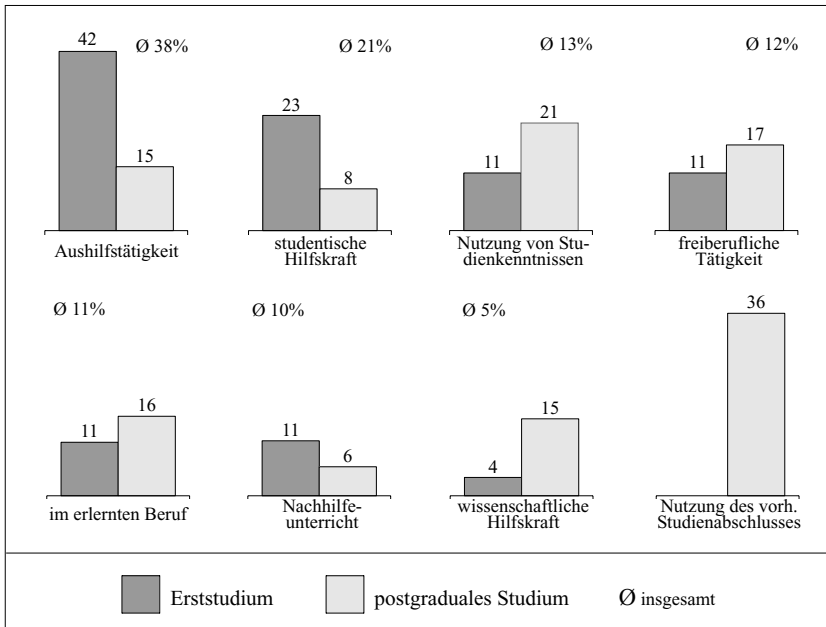 42
Ø 38%
15
Aushilfstätigkeit
Ø 21%
23
8
studentische
Hilfskraft
Ø 13%
21
11
Nutzung von Stu-
dienkenntnissen
Ø 12%
17
11
freiberufliche
Tätigkeit
Ø 11%
16
11
im erlernten Beruf
Ø 10%
11
6
Nachhilfe-
unterricht
Ø 5%
15
4
wissenschaftliche
Hilfskraft
36
Nutzung des vorh.
Studienabschlusses
Erststudium
postgraduales Studium
Ø insgesamt